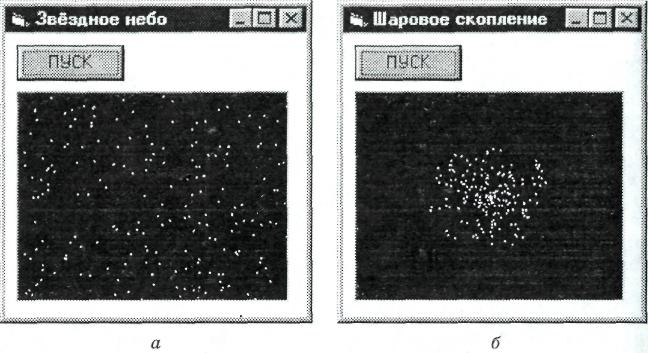 Звёздное небо
ПУСК
а
Шаровое скопление
ПУСК
б